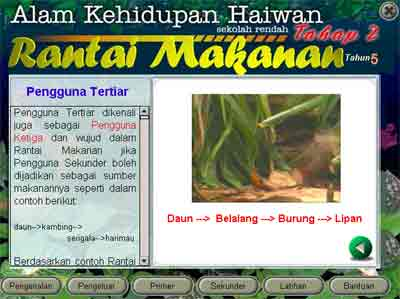 Alam Kehidupan Haiwan
sekolah rendah Tahap 2
Rantai Makanan Tahun 5
Pengguna Tertiar
Pengguna Tertiar dikenali
juga sebagai Pengguna
Ketiga dan wujud dalam
Rantai Makanan jika
Pengguna Sekunder boleh
dijadikan sebagai sumber
makanannya seperti dalam
contoh berikut:
daun-->kambing-->
serigala-->harimau
Berdasarkan contoh Rantai
Daun ---> Belalang ---> Burung ---> Lipan
Pengenalan
Pengeluar
Primer
Sekunder
Latihan
Bantuan